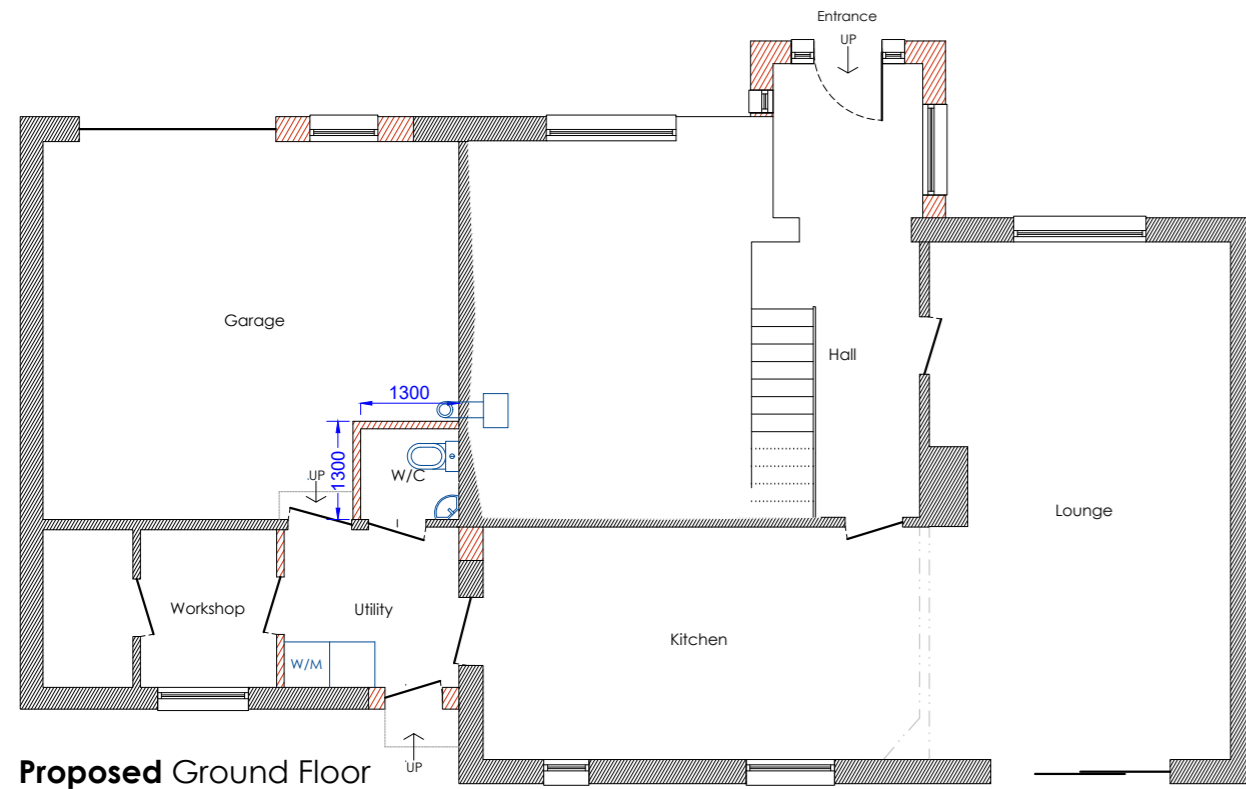 Entrance
UP
Garage
Hall
1300
1300
W/C
.UP
Lounge
Workshop
Utility
Kitchen
W/M
UP
Proposed Ground Floor